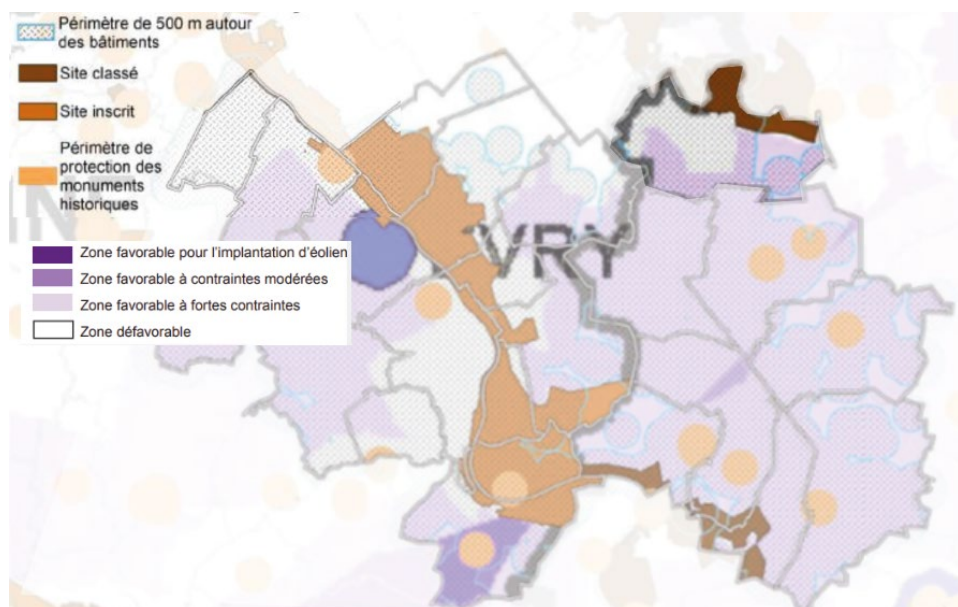 Périmètre de 500 m autour
des bâtiments
Site classé
Site inscrit
Périmètre de
protection des
monuments
historiques
Zone favorable pour l'implantation d'éolien
Zone favorable à contraintes modérées
Zone favorable à fortes contraintes
Zone défavorable